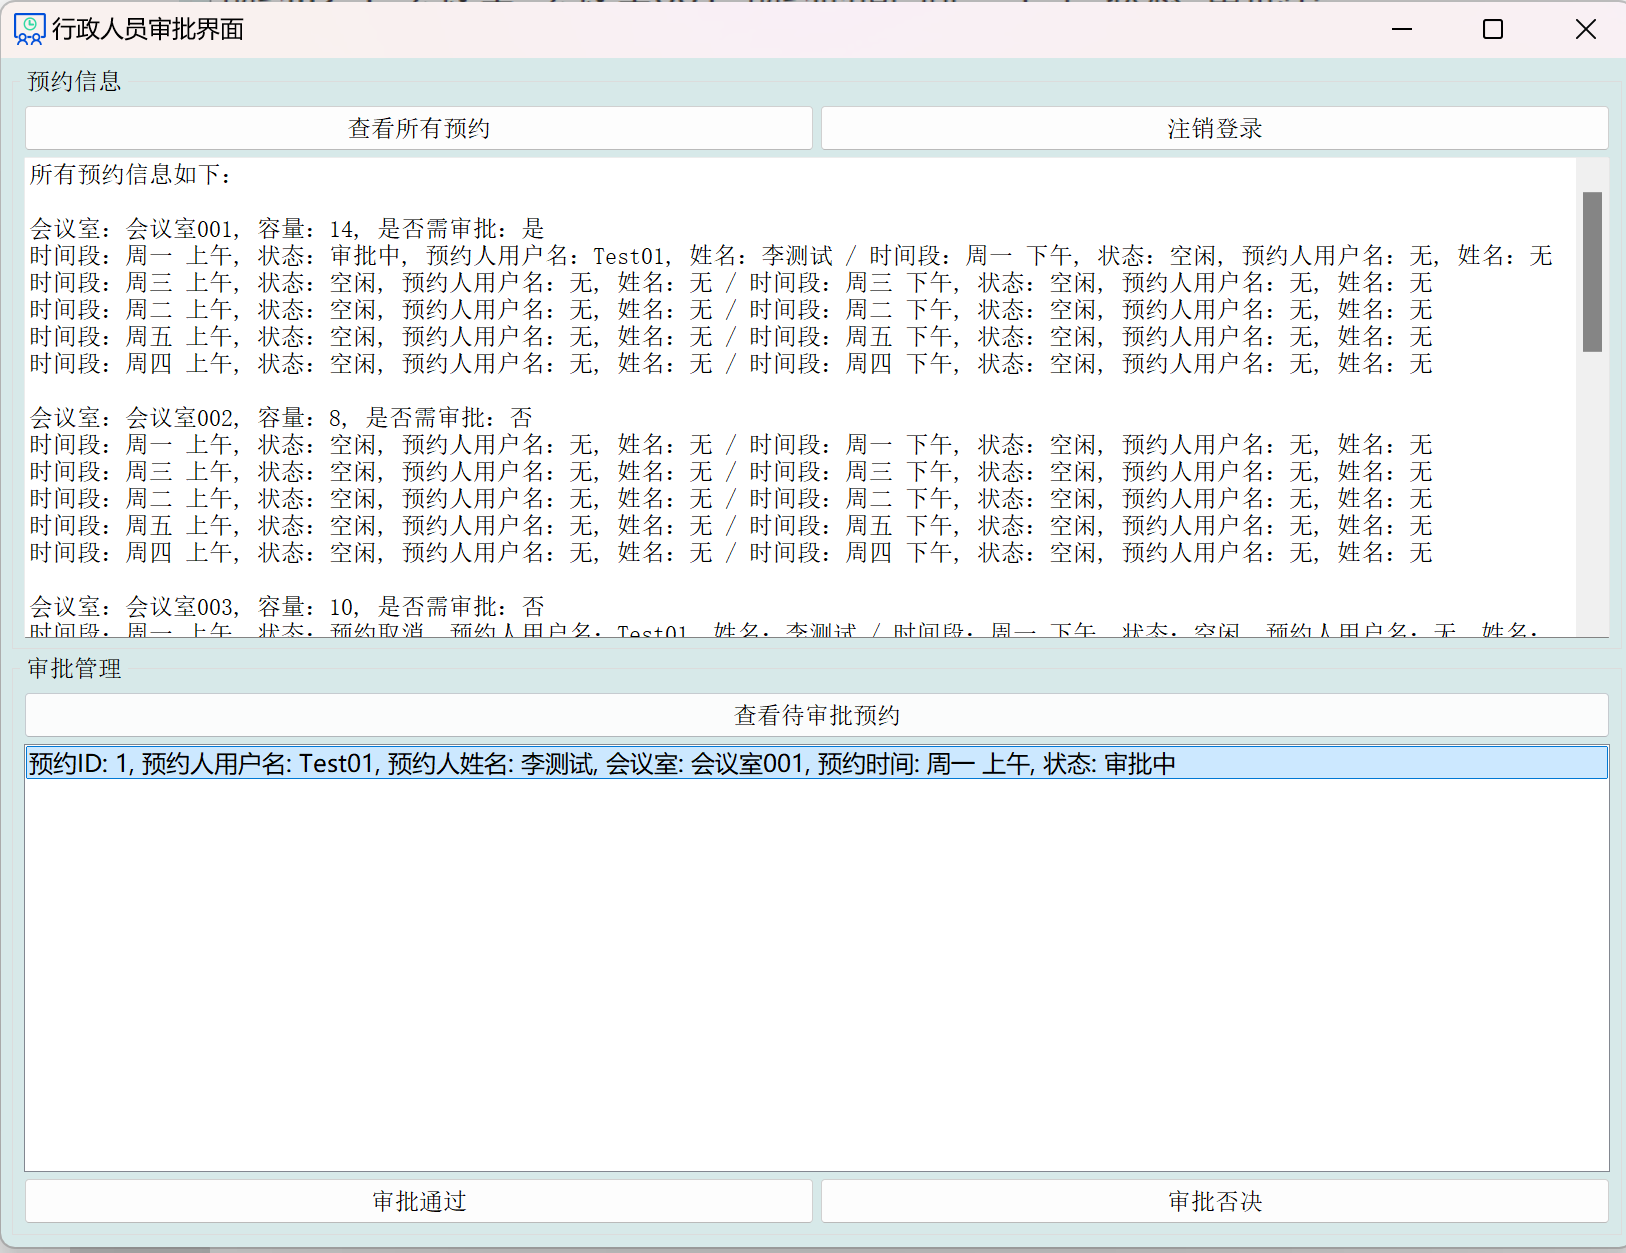 行政人员审批界面
预约信息
查看所有预约
注销登录
所有预约信息如下：
会议室：会议室001，容量：14，是否需审批：是
时间段：周一 上午，状态：审批中，预约人用户名：Test01，姓名：李测试 / 时间段：周一 下午，状态：空闲，预约人用户名：无，姓名：无
时间段：周三 上午，状态：空闲，预约人用户名：无，姓名：无 / 时间段：周三 下午，状态：空闲，预约人用户名：无，姓名：无
时间段：周二 上午，状态：空闲，预约人用户名：无，姓名：无 / 时间段：周二 下午，状态：空闲，预约人用户名：无，姓名：无
时间段：周五 上午，状态：空闲，预约人用户名：无，姓名：无 / 时间段：周五 下午，状态：空闲，预约人用户名：无，姓名：无
时间段：周四 上午，状态：空闲，预约人用户名：无，姓名：无 / 时间段：周四 下午，状态：空闲，预约人用户名：无，姓名：无
会议室：会议室002，容量：8，是否需审批：否
时间段：周一 上午，状态：空闲，预约人用户名：无，姓名：无 / 时间段：周一 下午，状态：空闲，预约人用户名：无，姓名：无
时间段：周三 上午，状态：空闲，预约人用户名：无，姓名：无 / 时间段：周三 下午，状态：空闲，预约人用户名：无，姓名：无
时间段：周二 上午，状态：空闲，预约人用户名：无，姓名：无 / 时间段：周二 下午，状态：空闲，预约人用户名：无，姓名：无
时间段：周五 上午，状态：空闲，预约人用户名：无，姓名：无 / 时间段：周五 下午，状态：空闲，预约人用户名：无，姓名：无
时间段：周四 上午，状态：空闲，预约人用户名：无，姓名：无 / 时间段：周四 下午，状态：空闲，预约人用户名：无，姓名：无
会议室：会议室003，容量：10，是否需审批：否
时间段：周一 上午，状态：预约取消，预约人用户名：Test01，姓名：李测试 / 时间段：周一 下午，状态：空闲，预约人用户名：无，姓名：
审批管理
查看待审批预约
预约ID: 1, 预约人用户名: Test01, 预约人姓名: 李测试, 会议室: 会议室001, 预约时间: 周一 上午, 状态: 审批中
审批通过
审批否决